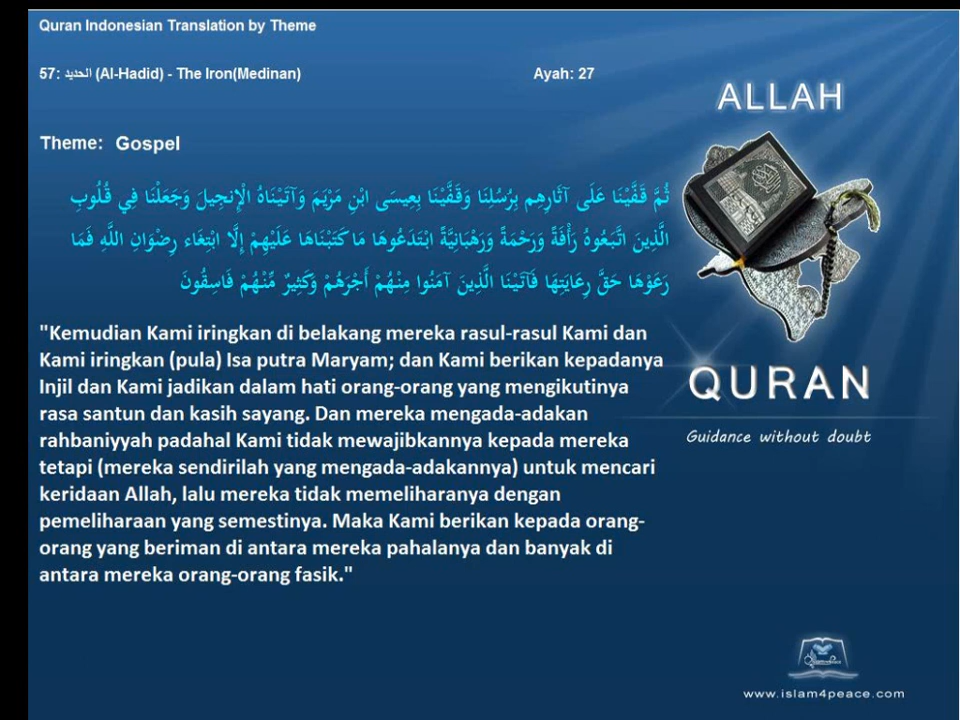 Quran Indonesian Translation by Theme
57: الحديد (Al-Hadid) - The Iron(Medinan)
Ayah: 27
ALLAH
Theme: Gospel
ثُمَّ قَفَّيْنَا عَلَى آثَارِهِم بِرُسُلِنَا وَقَفَّيْنَا بِعِيسَى ابْنِ مَرْيَمَ وَآتَيْنَاهُ الْإِنجِيلَ وَجَعَلْنَا فِي قُلُوبِ
الَّذِينَ اتَّبَعُوهُ رَأْفَةً وَرَحْمَةً وَرَهْبَانِيَّةً ابْتَدَعُوهَا مَا كَتَبْنَاهَا عَلَيْهِمْ إِلَّا ابْتِغَاء رِضْوَانِ اللَّهِ فَمَا
رَعَوْهَا حَقَّ رِعَايَتِهَا فَآتَيْنَا الَّذِينَ آمَنُوا مِنْهُمْ أَجْرَهُمْ وَكَثِيرٌ مِّنْهُمْ فَاسِقُونَ
"Kemudian Kami iringkan di belakang mereka rasul-rasul Kami dan
Kami iringkan (pula) Isa putra Maryam; dan Kami berikan kepadanya
Injil dan Kami jadikan dalam hati orang-orang yang mengikutinya
rasa santun dan kasih sayang. Dan mereka mengada-adakan
rahbaniyyah padahal Kami tidak mewajibkannya kepada mereka
tetapi (mereka sendirilah yang mengada-adakannya) untuk mencari
keridaan Allah, lalu mereka tidak memeliharanya dengan
pemeliharaan yang semestinya. Maka Kami berikan kepada orang-
orang yang beriman di antara mereka pahalanya dan banyak di
antara mereka orang-orang fasik."
QURAN
Guidance without doubt
www.islam4peace.com